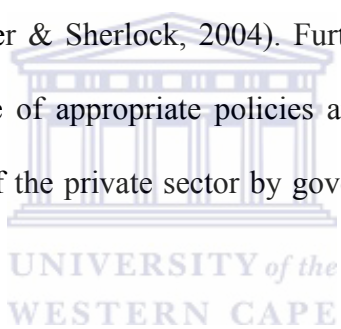 er & Sherlock, 2004). Furt
e of appropriate policies a
f the private sector by gov
UNIVERSITY of the
WESTERN CAPE